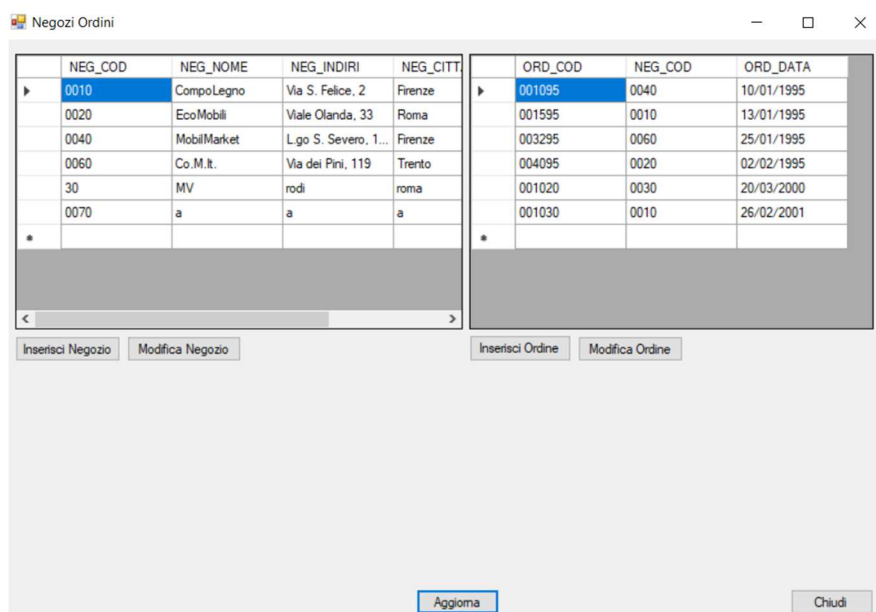 Negozi Ordini
NEG_COD NEG_NOME NEG_INDIRI NEG_CITT
0010 CompoLegno Via S. Felice, 2 Firenze
0020 EcoMobili Viale Olanda, 33 Roma
0040 MobilMarket L.go S. Severo, 1... Firenze
0060 Co.M.It. Via dei Pini, 119 Trento
30 MV rodi roma
0070 a a a
ORD_COD NEG_COD ORD_DATA
001095 0040 10/01/1995
001595 0010 13/01/1995
003295 0060 25/01/1995
004095 0020 02/02/1995
001020 0030 20/03/2000
001030 0010 26/02/2001
Inserisci Negozio Modifica Negozio
Inserisci Ordine Modifica Ordine
Aggiorna Chiudi